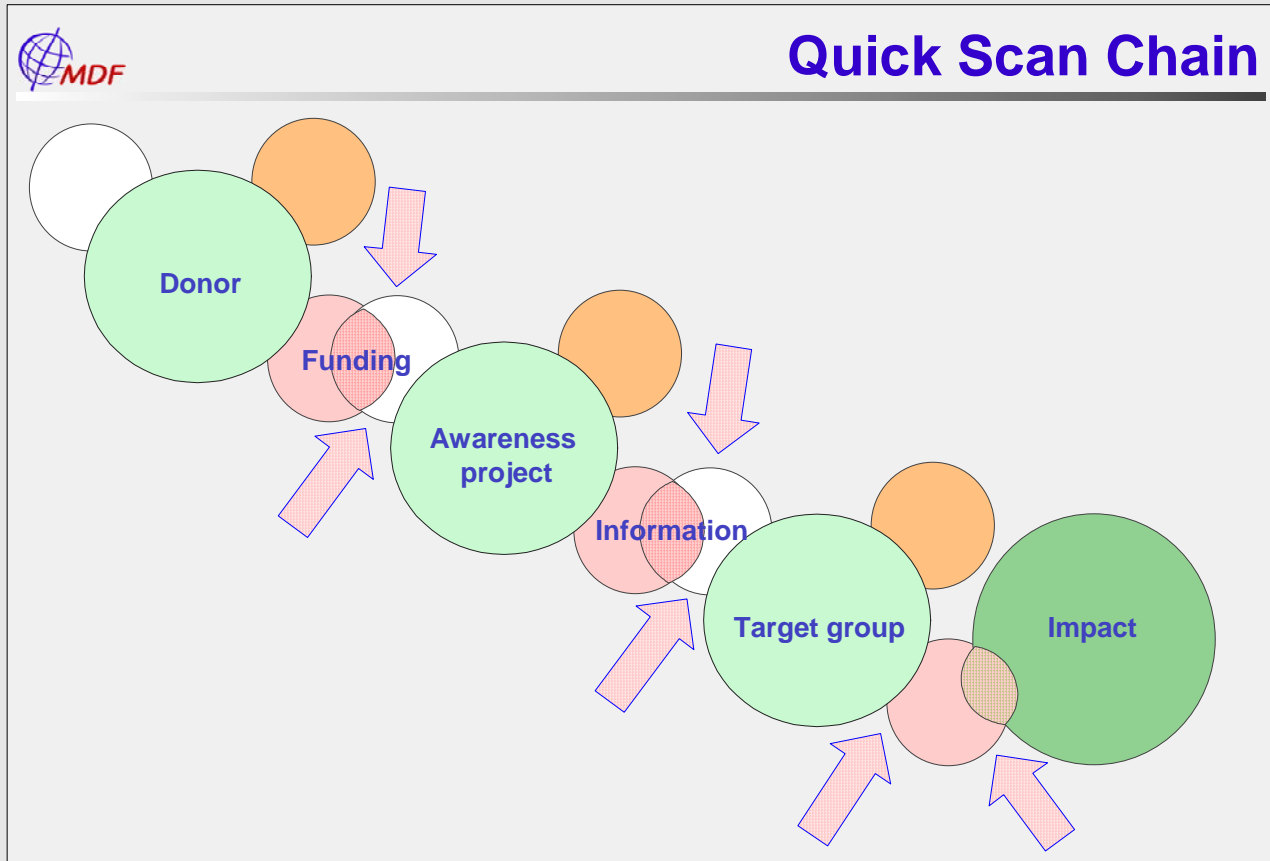 MDF
Quick Scan Chain
Donor
Funding
Awareness
project
Information
Target group
Impact